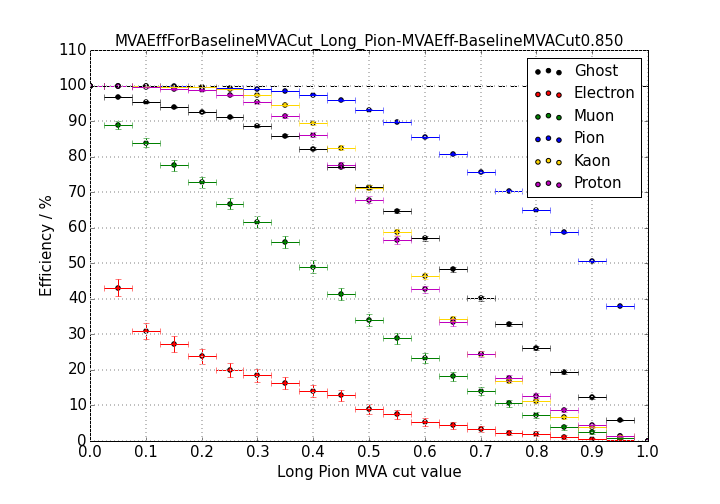 MVAEffForBaselineMVACut_Long_Pion-MVAEff-BaselineMVACut0.850
110
100
90
80
70
60
50
40
30
20
10
0
Efficiency / %
Ghost
Electron
Muon
Pion
Kaon
Proton
0.0 0.1 0.2 0.3 0.4 0.5 0.6 0.7 0.8 0.9 1.0
Long Pion MVA cut value